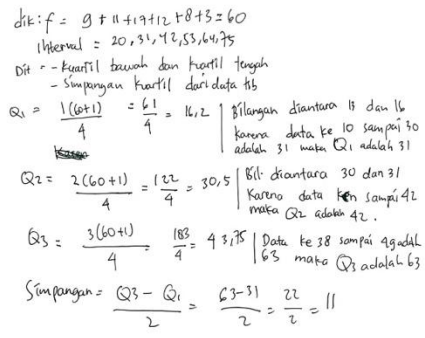 dik: f = 9 + 11 + 17 + 12 + 8 + 3 = 60
Interval = 20, 31, 42, 53, 64, 75
Dit = - Kuartil bawah dan kuartil tengah
- Simpangan kuartil dari data tsb
Q₁ = 1(60+1)/4 = 61/4 = 16,2 | Bilangan diantara 15 dan 16
karena data ke 10 sampai 30
adalah 31 maka Q₁ adalah 31
Q2 = 2(60+1)/4 = 122/4 = 30,5 | Bil. diantara 30 dan 31
Karena data sampai 42
maka Q2 adalah 42.
Q3 = 3(60+1)/4 = 183/4 = 43,75 | Data ke 38 sampai 49 adalah
63 maka Q3 adalah 63
Simpangan = Q3 - Q₁/2 = 63-31/2 = 22/2 = 11